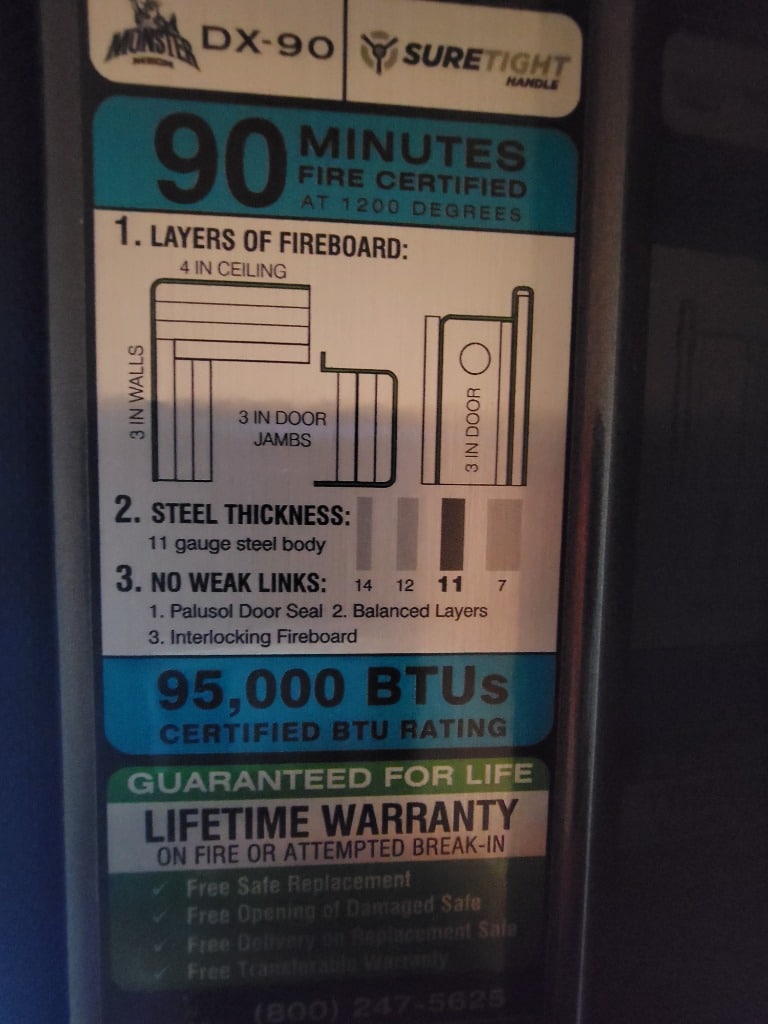 MONSTER DX-90
SURETIGHT
HANDLE
90 MINUTES
FIRE CERTIFIED
AT 1200 DEGREES
1. LAYERS OF FIREBOARD:
4 IN CEILING
3 IN WALLS
3 IN DOOR
JAMBS
3 IN DOOR
2. STEEL THICKNESS:
11 gauge steel body
14 12 11 7
3. NO WEAK LINKS:
1. Palusol Door Seal 2. Balanced Layers
3. Interlocking Fireboard
95,000 BTUs
CERTIFIED BTU RATING
GUARANTEED FOR LIFE
LIFETIME WARRANTY
ON FIRE OR ATTEMPTED BREAK-IN
✓ Free Safe Replacement
✓ Free Opening of Damaged Safe
✓ Free Delivery on Replacement Safe
✓ Free Transferable Warranty
(800) 247-5625